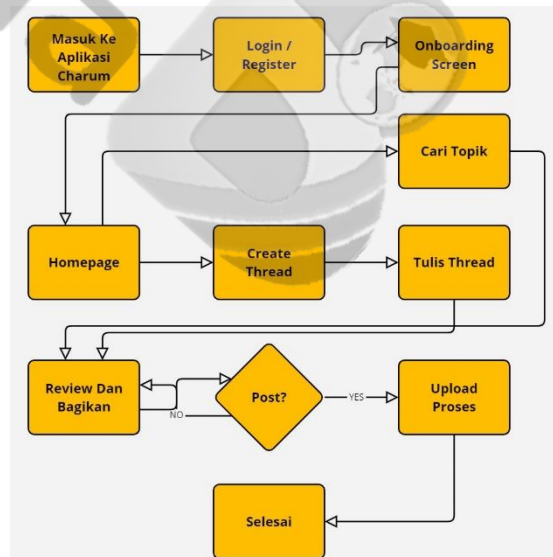 Masuk Ke
Aplikasi
Charum
Login /
Register
Onboarding
Screen
Cari Topik
Homepage
Create
Thread
Tulis Thread
Review Dan
Bagikan
NO
Post?
YES
Upload
Proses
Selesai